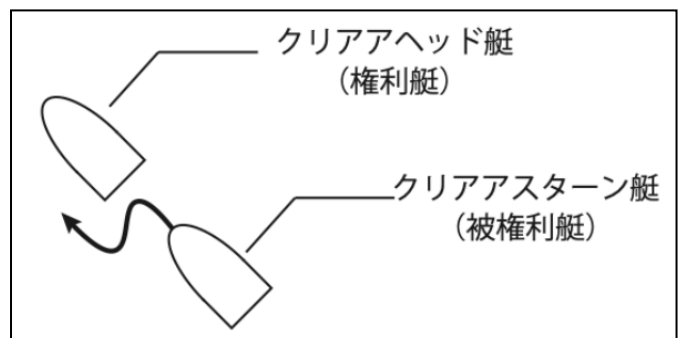 クリアアヘッド艇
（権利艇）
クリアアスターン艇
（被権利艇）